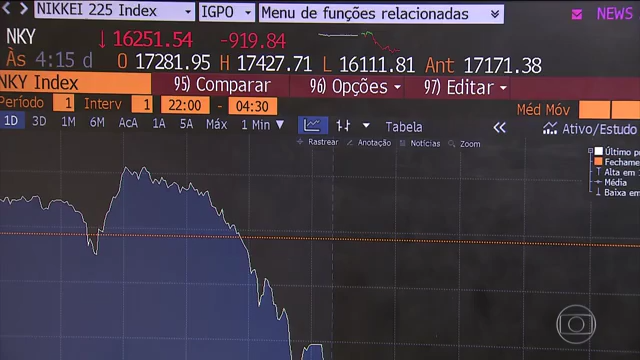 < > NIKKEI 225 Index IGPO Menu de funções relacionadas NEWS
NKY ↓16251.54 -919.84
Às 4:15 d O 17281.95 H 17427.71 L 16111.81 Ant 17171.38
NKY Index 95) Comparar 96) Opções 97) Editar
Período 1 Interv 1 22:00 - 04:30 Méd Móv
1D 3D 1M 6M AcA 1A 5A Máx 1 Min ▼ Tabela << Ativo/Estudo
Rastrear Anotação Notícias Zoom
Último p
Fechame
Alta em
Média
Baixa em